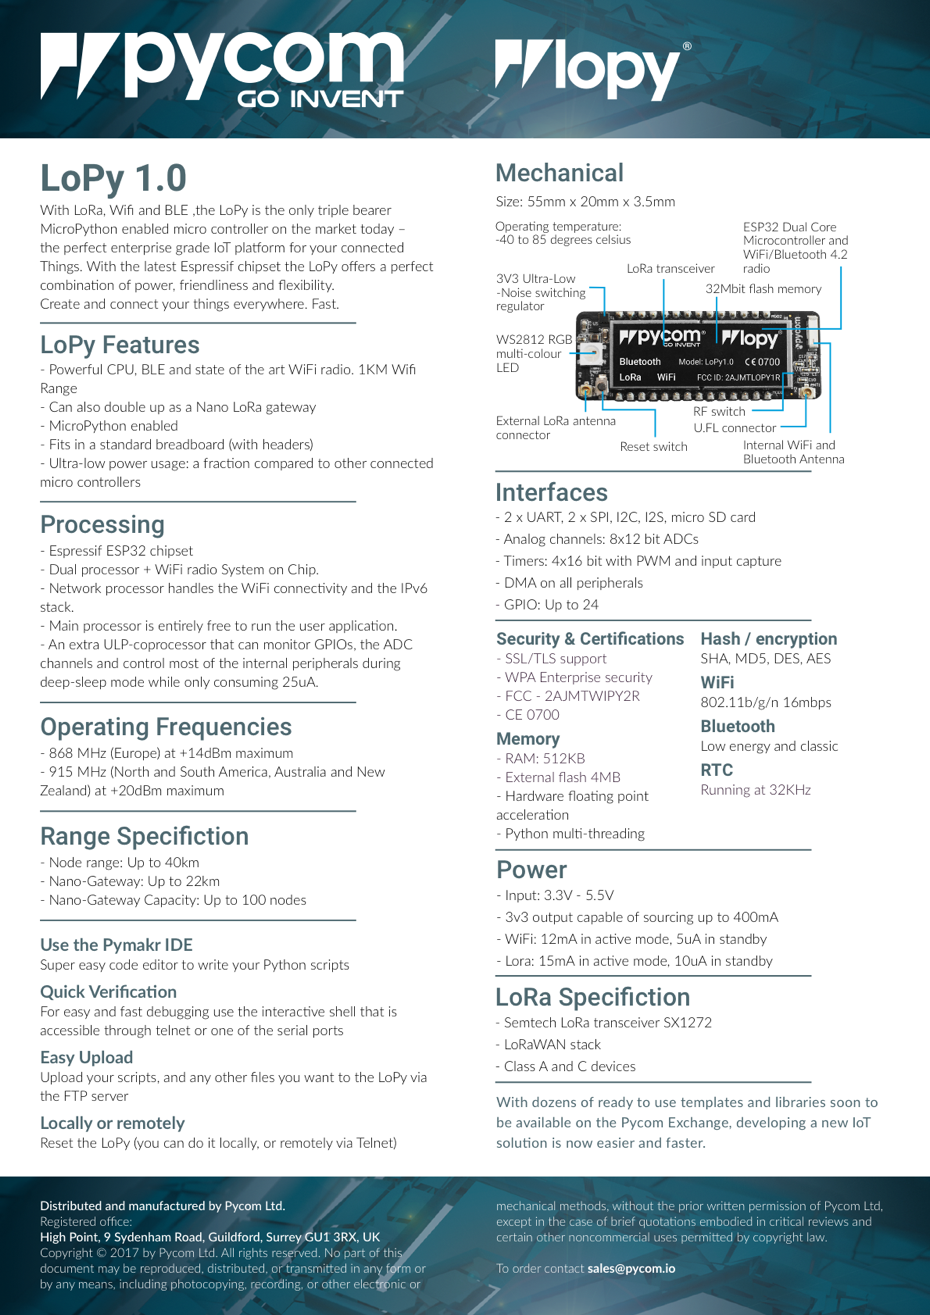 pycom
GO INVENT
lopy®
LoPy 1.0
With LoRa, Wifi and BLE ,the LoPy is the only triple bearer
MicroPython enabled micro controller on the market today –
the perfect enterprise grade IoT platform for your connected
Things. With the latest Espressif chipset the LoPy offers a perfect
combination of power, friendliness and flexibility.
Create and connect your things everywhere. Fast.
LoPy Features
- Powerful CPU, BLE and state of the art WiFi radio. 1KM Wifi
Range
- Can also double up as a Nano LoRa gateway
- MicroPython enabled
- Fits in a standard breadboard (with headers)
- Ultra-low power usage: a fraction compared to other connected
micro controllers
Processing
- Espressif ESP32 chipset
- Dual processor + WiFi radio System on Chip.
- Network processor handles the WiFi connectivity and the IPv6
stack.
- Main processor is entirely free to run the user application.
- An extra ULP-coprocessor that can monitor GPIOs, the ADC
channels and control most of the internal peripherals during
deep-sleep mode while only consuming 25uA.
Operating Frequencies
- 868 MHz (Europe) at +14dBm maximum
- 915 MHz (North and South America, Australia and New
Zealand) at +20dBm maximum
Range Specifiction
- Node range: Up to 40km
- Nano-Gateway: Up to 22km
- Nano-Gateway Capacity: Up to 100 nodes
Use the Pymakr IDE
Super easy code editor to write your Python scripts
Quick Verification
For easy and fast debugging use the interactive shell that is
accessible through telnet or one of the serial ports
Easy Upload
Upload your scripts, and any other files you want to the LoPy via
the FTP server
Locally or remotely
Reset the LoPy (you can do it locally, or remotely via Telnet)
Mechanical
Size: 55mm x 20mm x 3.5mm
Operating temperature:
-40 to 85 degrees celsius
ESP32 Dual Core
Microcontroller and
WiFi/Bluetooth 4.2
radio
LoRa transceiver
32Mbit flash memory
3V3 Ultra-Low
-Noise switching
regulator
WS2812 RGB
multi-colour
LED
pycom
GO INVENT
lopy
Bluetooth Model: LoPy1.0 CE 0700
LoRa WiFi FCC ID: 2AJMTLOPY1R
pycom
External LoRa antenna
connector
Reset switch
RF switch
U.FL connector
Internal WiFi and
Bluetooth Antenna
Interfaces
- 2 x UART, 2 x SPI, I2C, I2S, micro SD card
- Analog channels: 8x12 bit ADCs
- Timers: 4x16 bit with PWM and input capture
- DMA on all peripherals
- GPIO: Up to 24
Security & Certifications
- SSL/TLS support
- WPA Enterprise security
- FCC - 2AJMTWIPY2R
- CE 0700
Memory
- RAM: 512KB
- External flash 4MB
- Hardware floating point
acceleration
- Python multi-threading
Hash / encryption
SHA, MD5, DES, AES
WiFi
802.11b/g/n 16mbps
Bluetooth
Low energy and classic
RTC
Running at 32KHz
Power
- Input: 3.3V - 5.5V
- 3v3 output capable of sourcing up to 400mA
- WiFi: 12mA in active mode, 5uA in standby
- Lora: 15mA in active mode, 10uA in standby
LoRa Specifiction
- Semtech LoRa transceiver SX1272
- LoRaWAN stack
- Class A and C devices
With dozens of ready to use templates and libraries soon to
be available on the Pycom Exchange, developing a new IoT
solution is now easier and faster.
Distributed and manufactured by Pycom Ltd.
Registered office:
High Point, 9 Sydenham Road, Guildford, Surrey GU1 3RX, UK
Copyright © 2017 by Pycom Ltd. All rights reserved. No part of this
document may be reproduced, distributed, or transmitted in any form or
by any means, including photocopying, recording, or other electronic or
mechanical methods, without the prior written permission of Pycom Ltd,
except in the case of brief quotations embodied in critical reviews and
certain other noncommercial uses permitted by copyright law.
To order contact sales@pycom.io